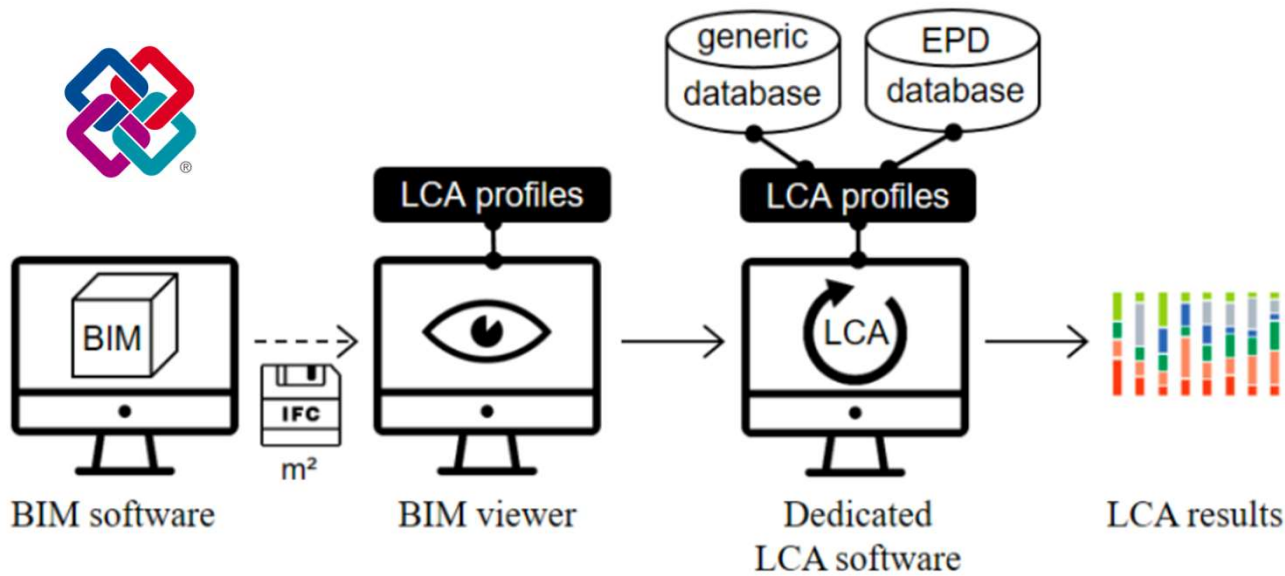 generic
database
EPD
database
®
LCA profiles
LCA profiles
BIM
LCA
IFC
m²
BIM software
BIM viewer
Dedicated
LCA software
LCA results